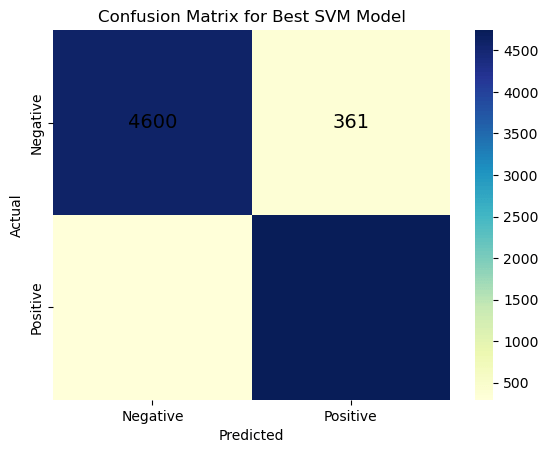 Confusion Matrix for Best SVM Model
4500
4000
3500
3000
2500
2000
1500
1000
500
Negative
Positive
Actual
4600
361
Negative
Positive
Predicted